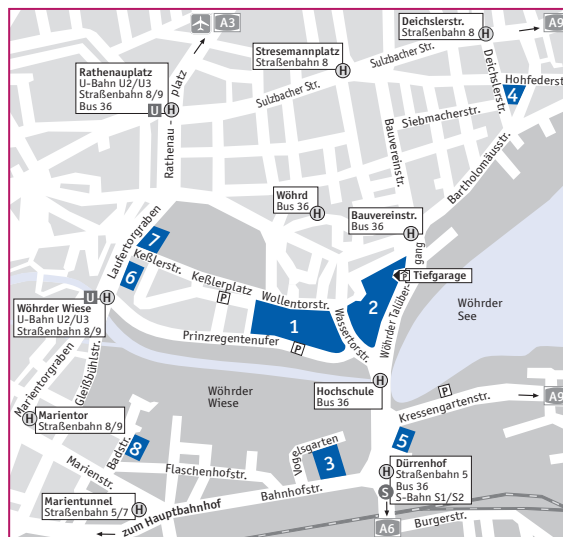 Deichslerstr.
Straßenbahn 8
H
A9
A3
Stresemannplatz
Straßenbahn 8
H
Sulzbacher Str.
Rathenauplatz
U-Bahn U2/U3
Straßenbahn 8/9
Bus 36
U H
Rathenau-platz
Sulzbacher Str.
Deichslerstr.
Hohfederst
4
Siebmacherstr.
Bauvereinstr.
Bartholomäusstr.
Wöhrd
Bus 36
H
Bauvereinstr.
Bus 36
H
Laufertorgraben
7
6
Keßlerstr.
Keßlerplatz
P
Wollentorstr.
1
2
P Tiefgarage
Wöhrder Talübergang
Wassertorstr.
Wöhrder
See
Wöhrder Wiese
U-Bahn U2/U3
Straßenbahn 8/9
U H
Prinzregentenufer
P
Marientorgraben
Gleißbühlstr.
Wöhrder
Wiese
Hochschule
Bus 36
H
P
Kressengartenstr.
A9
Marientor
Straßenbahn 8/9
H
Badstr.
8
Marienstr.
Flaschenhofstr.
Vogelsgarten
3
5
Bahnhofstr.
Dürrenhof
Straßenbahn 5
Bus 36
S-Bahn S1/S2
H
S
Marientunnel
Straßenbahn 5/7
H
zum Hauptbahnhof
A6
Burgerstr.